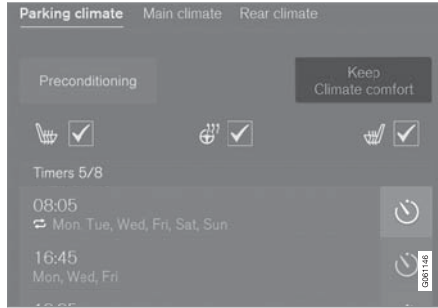 Parking climate Main climate Rear climate
Preconditioning
Keep
Climate comfort
Timers 5/8
08:05
Mon, Tue, Wed, Fri, Sat, Sun
16:45
Mon, Wed, Fri
G061146